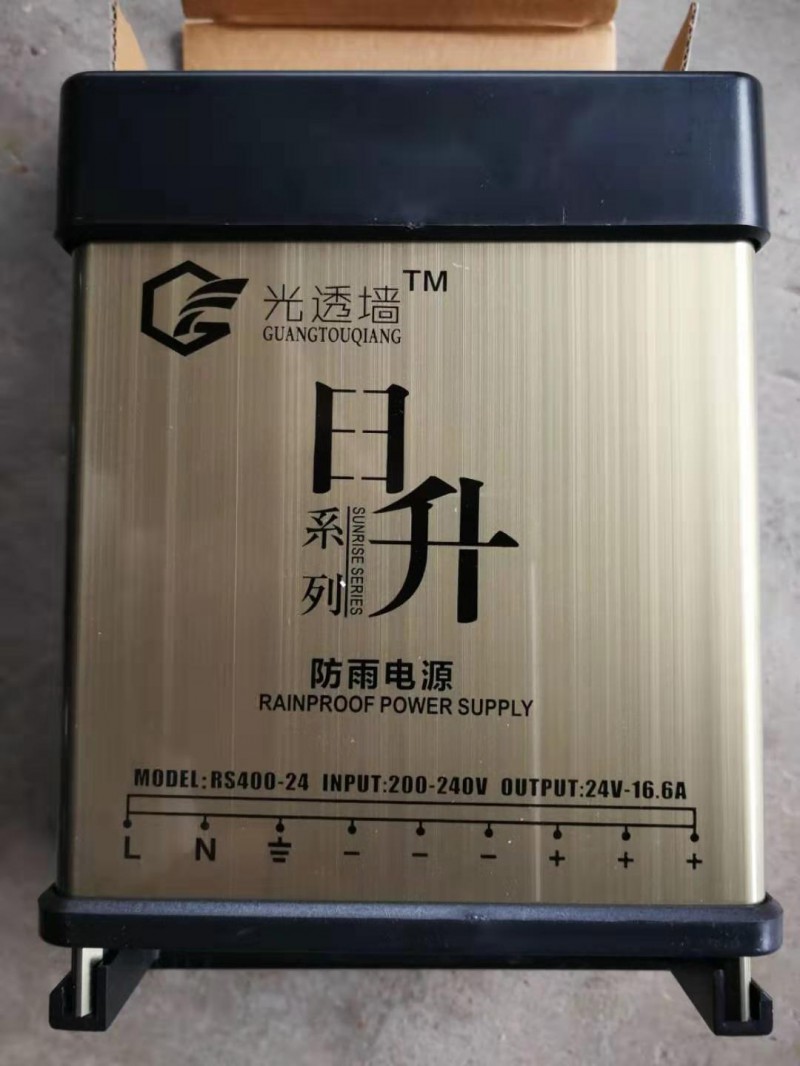 光透墙™
GUANGTOUQIANG
日升
系列
SUNRISE SERIES
防雨电源
RAINPROOF POWER SUPPLY
MODEL:RS400-24 INPUT:200-240V OUTPUT:24V-16.6A
L N ⏚ − − − + + +